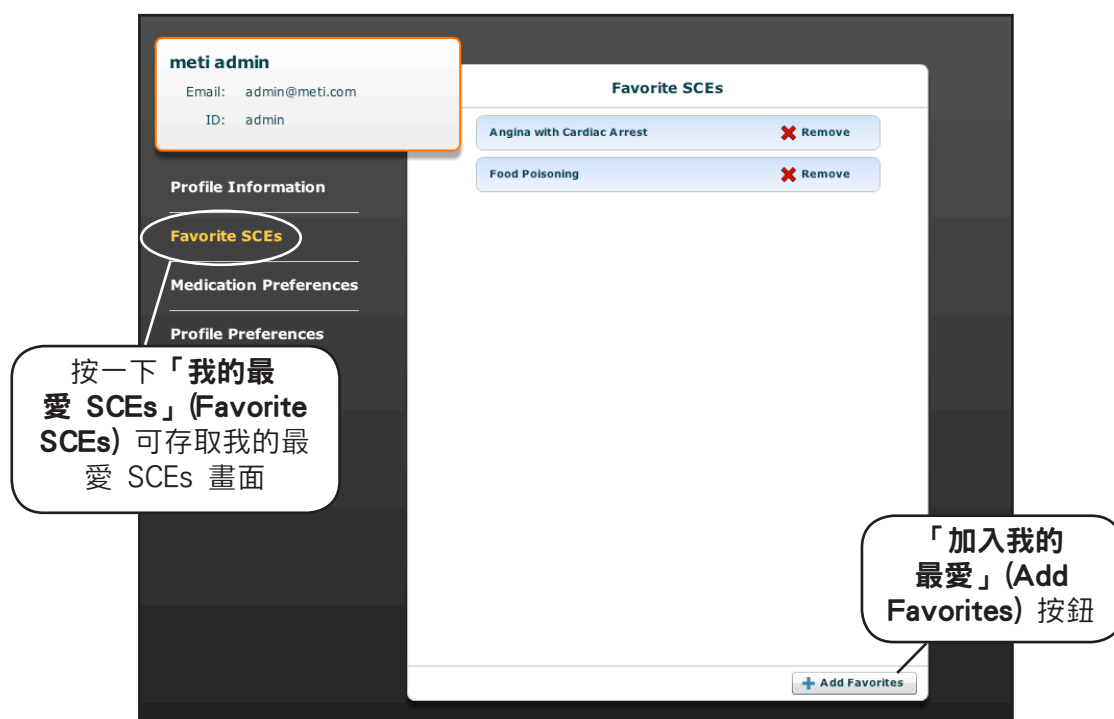 meti admin
Email: admin@meti.com
ID: admin
Profile Information
Favorite SCEs
Medication Preferences
Profile Preferences
按一下「我的最
愛 SCEs」(Favorite
SCEs) 可存取我的最
愛 SCEs 畫面
Favorite SCEs
Angina with Cardiac Arrest Remove
Food Poisoning Remove
「加入我的
最愛」(Add
Favorites) 按鈕
Add Favorites